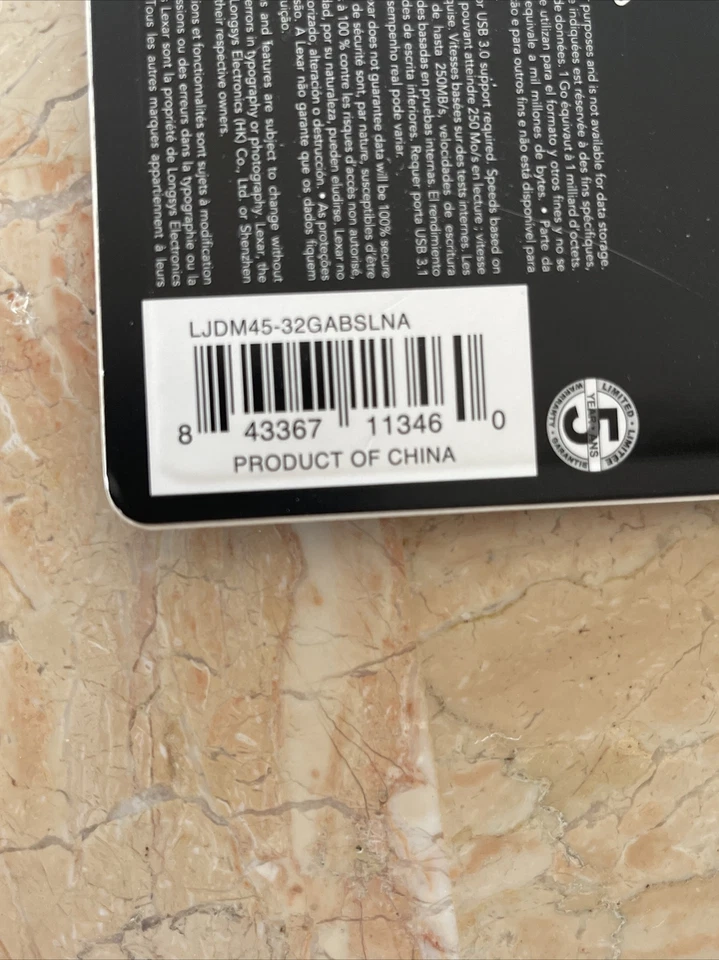 purposes and is not available for data storage.
indiquées est réservée à des fins spécifiques,
de données. 1 Go équivaut à 1 milliard d'octets.
utilizan para el formato y otros fines y no se
equivale a mil millones de bytes. • Parte da
e para outros fins e não está disponível para
or USB 3.0 support required. Speeds based on
pouvant atteindre 250 Mo/s en lecture ; vitesse
Vitesses basées sur des tests internes. Les
de hasta 250MB/s, velocidades de escritura
basadas en pruebas internas. El rendimiento
des de escrita inferiores. Requer porta USB 3.1
sempenho real pode variar.
xar does not guarantee data will be 100% secure
de sécurité sont, par nature, susceptibles d'être
à 100 % contre les risques d'accès non autorisé,
ad, por su naturaleza, pueden eludirse. Lexar no
orizado, alteración o destrucción. • As proteções
são. A Lexar não garante que os dados fiquem
uição.
s and features are subject to change without
errors in typography or photography. Lexar, the
Longsys Electronics (HK) Co., Ltd. or Shenzhen
their respective owners.
ons et fonctionnalités sont sujets à modification
ssions ou des erreurs dans la typographie ou la
Lexar sont la propriété de Longsys Electronics
Tous les autres marques appartiennent à leurs
LJDM45-32GABSLNA
8 43367 11346 0
PRODUCT OF CHINA
LIMITED • LIMITÉE
5
YEAR ANS
WARRANTY • GARANTIE